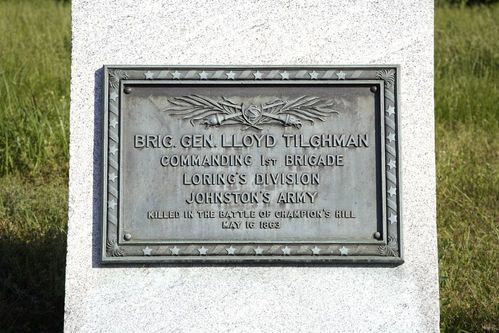 BRIG. GEN. LLOYD TILGHMAN
COMMANDING 1ST BRIGADE
LORING'S DIVISION
JOHNSTON'S ARMY
KILLED IN THE BATTLE OF CHAMPION'S HILL
MAY 16 1863